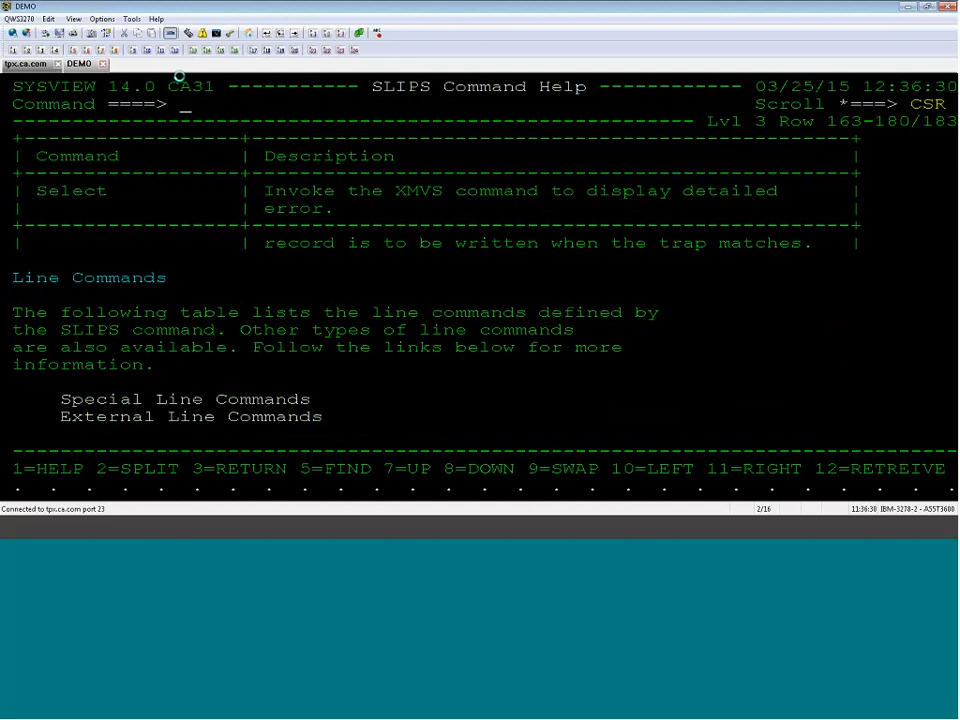 DEMO
QWS3270 Edit View Options Tools Help
tpx.ca.com DEMO
SYSVIEW 14.0 CA31 ----------- SLIPS Command Help ------------ 03/25/15 12:36:30
Command ====> _ Scroll *===> CSR
--------------------------------------------------------- Lvl 3 Row 163-180/183
+------------------+--------------------------------------------------+
| Command | Description |
+------------------+--------------------------------------------------+
| Select | Invoke the XMVS command to display detailed |
| | error. |
+------------------+--------------------------------------------------+
| | record is to be written when the trap matches. |
Line Commands
The following table lists the line commands defined by
the SLIPS command. Other types of line commands
are also available. Follow the links below for more
information.
Special Line Commands
External Line Commands
-------------------------------------------------------------------------------
1=HELP 2=SPLIT 3=RETURN 5=FIND 7=UP 8=DOWN 9=SWAP 10=LEFT 11=RIGHT 12=RETREIVE
Connected to tpx.ca.com port 23 2/16 11:36:30 IBM-3278-2 - A55T3600